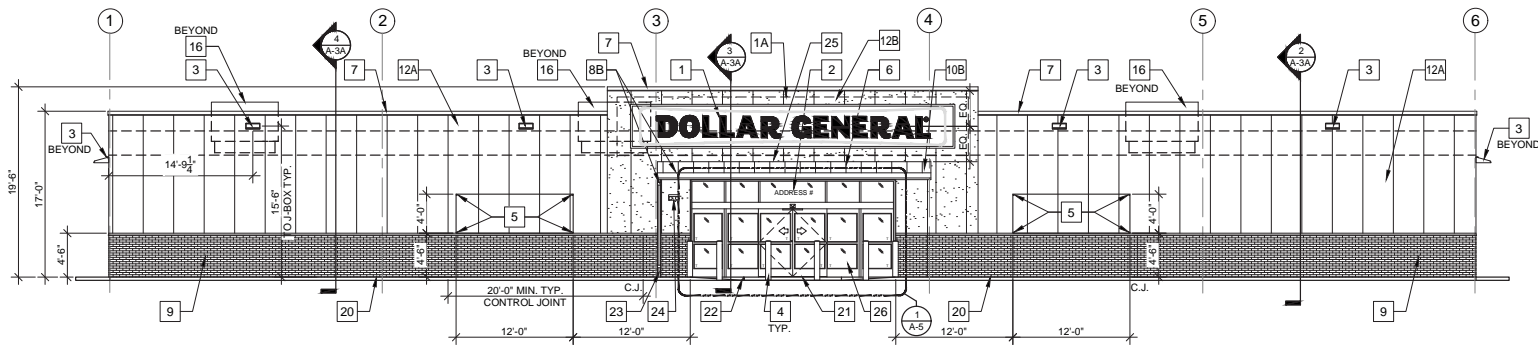 1
2
3
4
5
6
BEYOND
16
3
4
A-3A
7
12A
3
BEYOND
16
7
8B
1
3
A-3A
1A
25
2
12B
6
10B
7
3
16
BEYOND
2
A-3A
3
12A
DOLLAR GENERAL
EQ.
EQ.
3
BEYOND
3
BEYOND
14'-9 1/4"
15'-6"
T.O J-BOX TYP.
19'-6"
17'-0"
4'-6"
4'-0"
4'-6"
5
ADDRESS #
5
4'-0"
4'-6"
20'-0" MIN. TYP.
CONTROL JOINT
C.J.
C.J.
9
20
23
24
22
4
TYP.
21
26
1
A-5
20
9
12'-0"
12'-0"
12'-0"
12'-0"